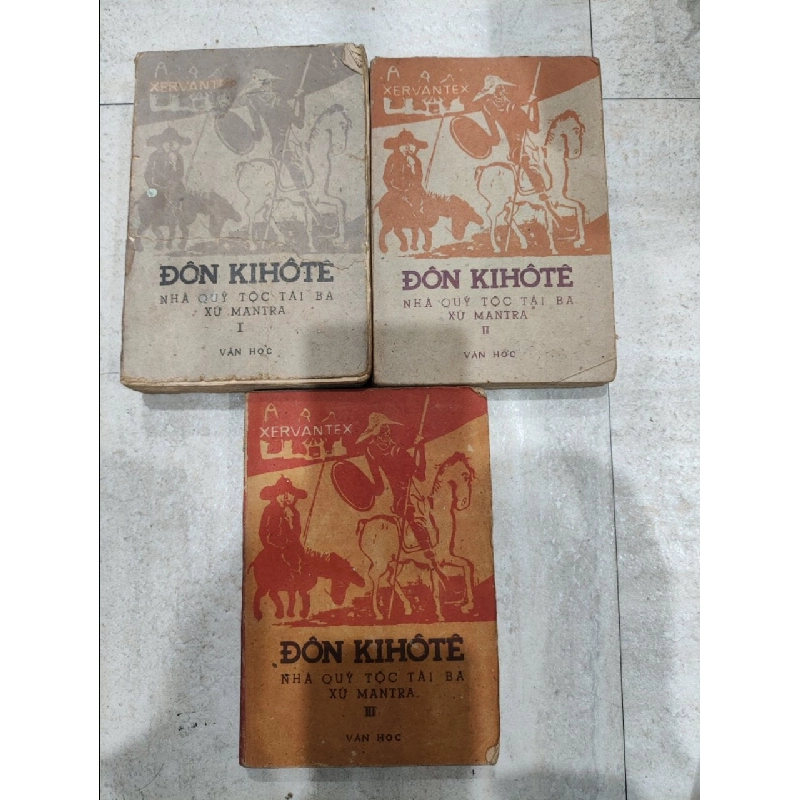 XERVANTEX
ĐÔN KIHÔTÊ
NHÀ QUÝ TỘC TÀI BA
XỨ MANTRA
I
VĂN HỌC
XERVANTEX
ĐÔN KIHÔTÊ
NHÀ QUÝ TỘC TÀI BA
XỨ MANTRA
II
VĂN HỌC
XERVANTEX
ĐÔN KIHÔTÊ
NHÀ QUÝ TỘC TÀI BA
XỨ MANTRA
III
VĂN HỌC